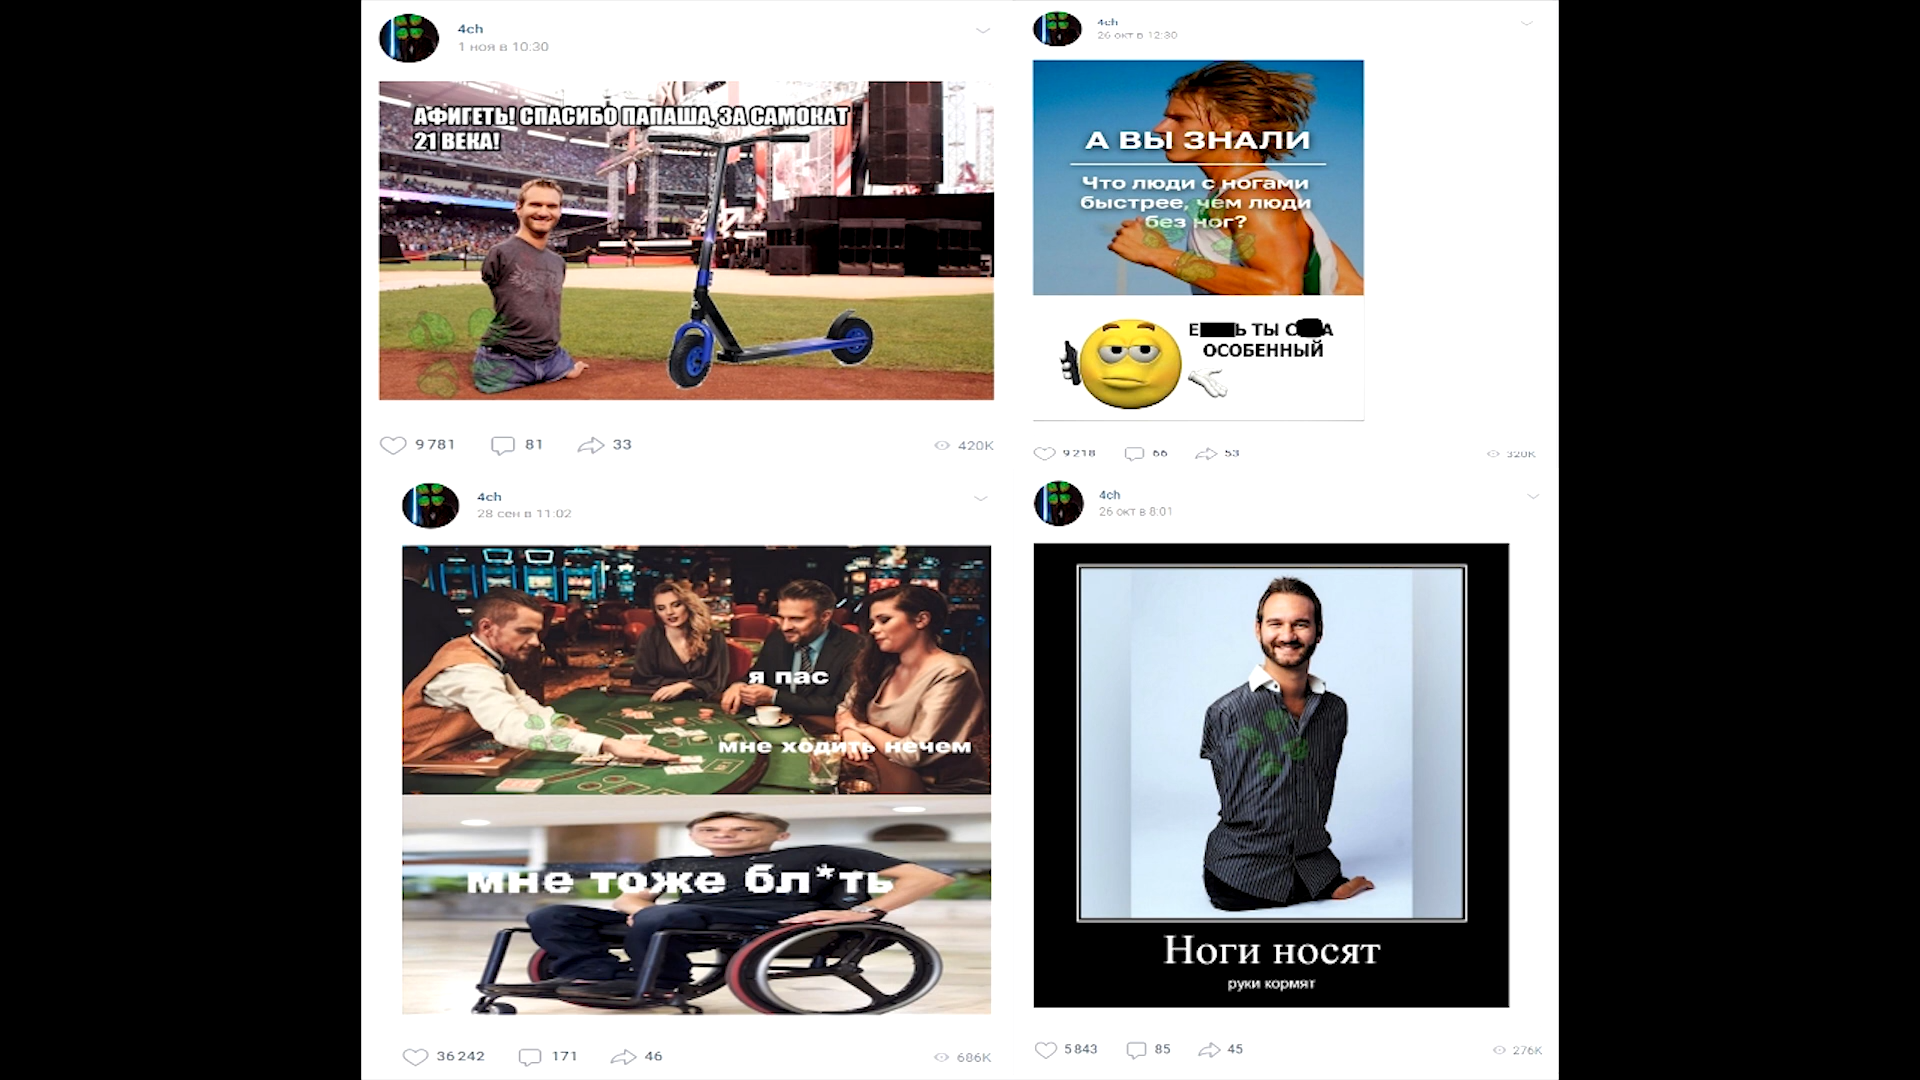 4ch
1 ноя в 10:30
АФИГЕТЬ! СПАСИБО ПАПАША, ЗА САМОКАТ
21 ВЕКА!
9 781 81 33 420K
4ch
26 окт в 12:30
А ВЫ ЗНАЛИ
Что люди с ногами
быстрее, чем люди
без ног?
Е Ь ТЫ С А
ОСОБЕННЫЙ
9 218 66 53 320K
4ch
28 сен в 11:02
я пас
мне ходить нечем
мне тоже бл*ть
36 242 171 46 686K
4ch
26 окт в 8:01
Ноги носят
руки кормят
5 843 85 45 276K